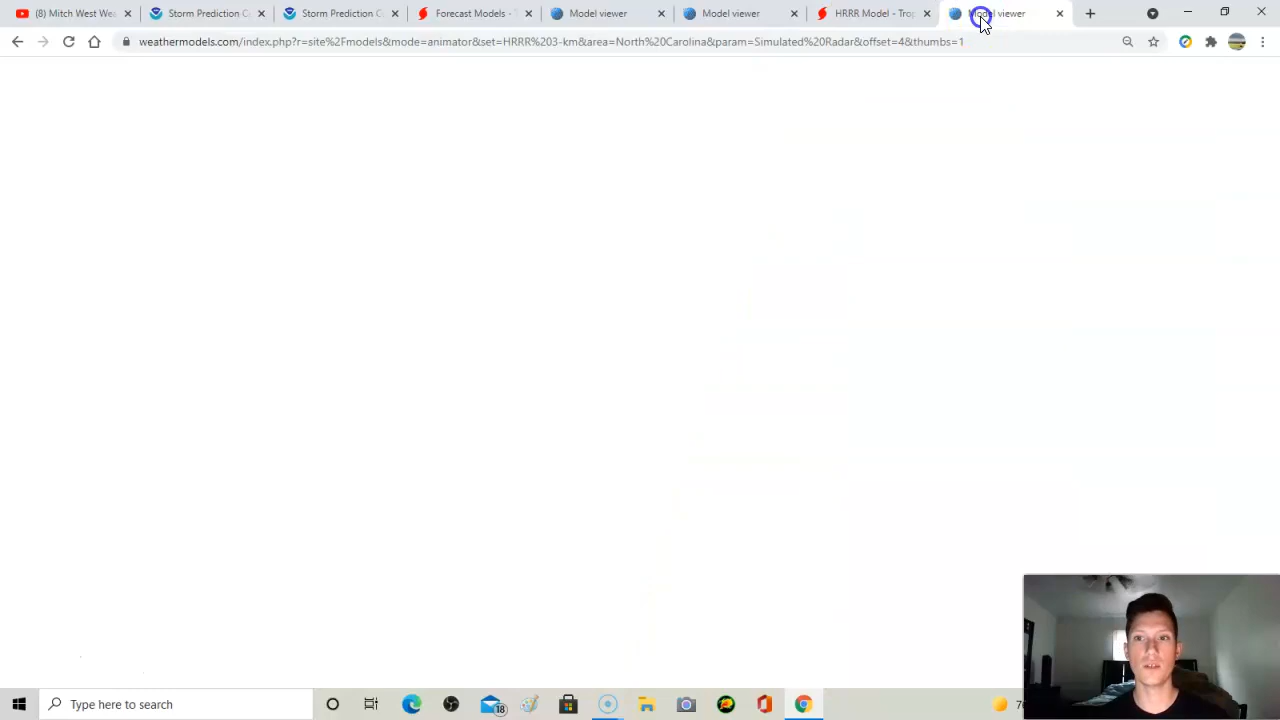 (8) Mitch West Wea
Storm Prediction C
Storm Prediction C
Forecast Models - T
Model viewer
Model viewer
HRRR Model - Trop
Model viewer
weathermodels.com/index.php?r=site%2Fmodels&mode=animator&set=HRRR%203-km&area=North%20Carolina&param=Simulated%20Radar&offset=4&thumbs=1
Type here to search
18